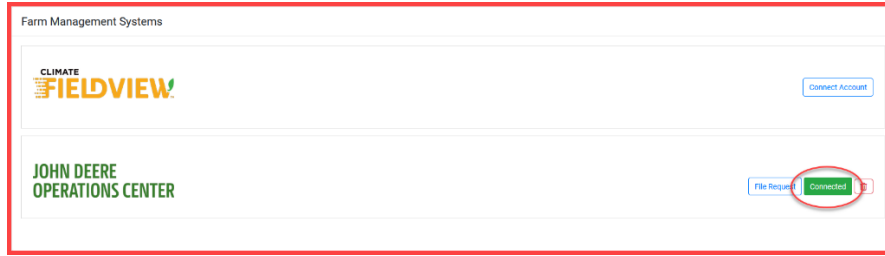 Farm Management Systems
CLIMATE
FIELDVIEW
Connect Account
JOHN DEERE
OPERATIONS CENTER
File Request Connected